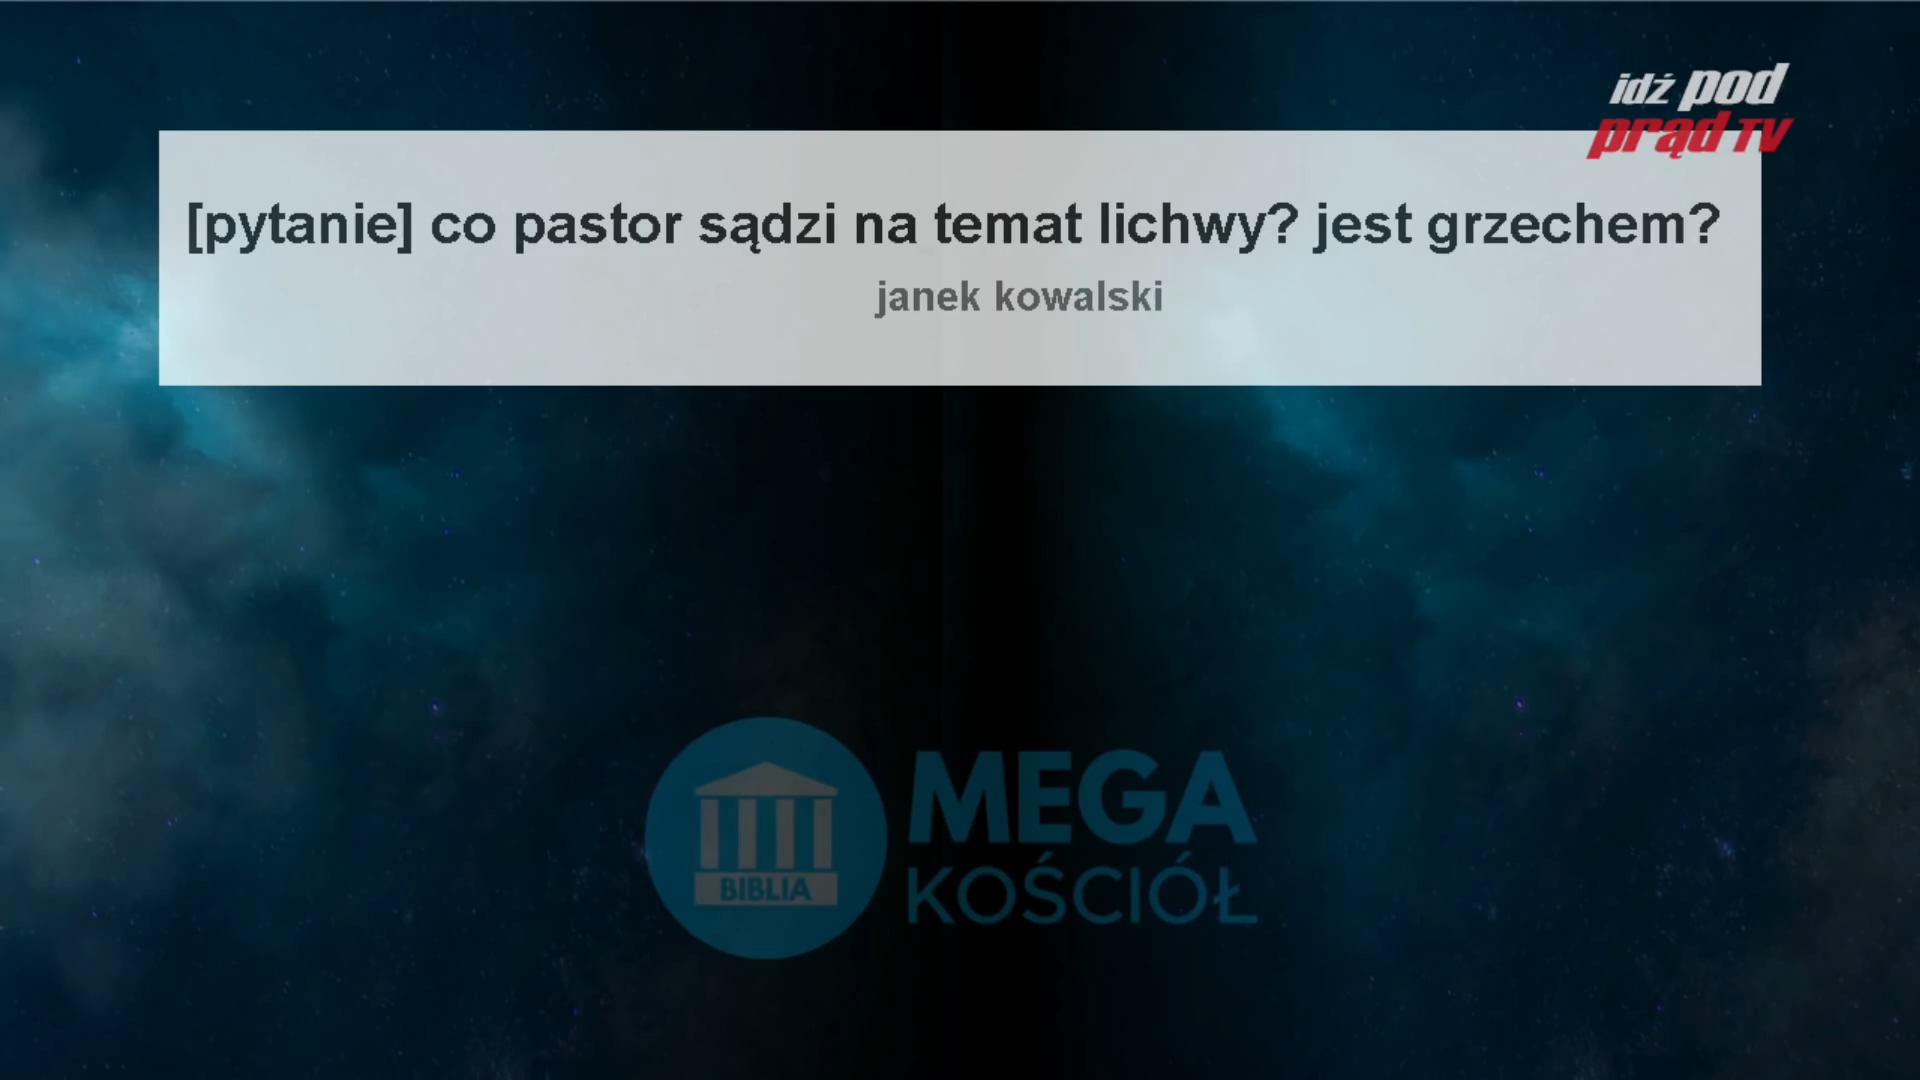 idź pod
prąd TV
[pytanie] co pastor sądzi na temat lichwy? jest grzechem?
janek kowalski
MEGA
KOŚCIÓŁ
BIBLIA